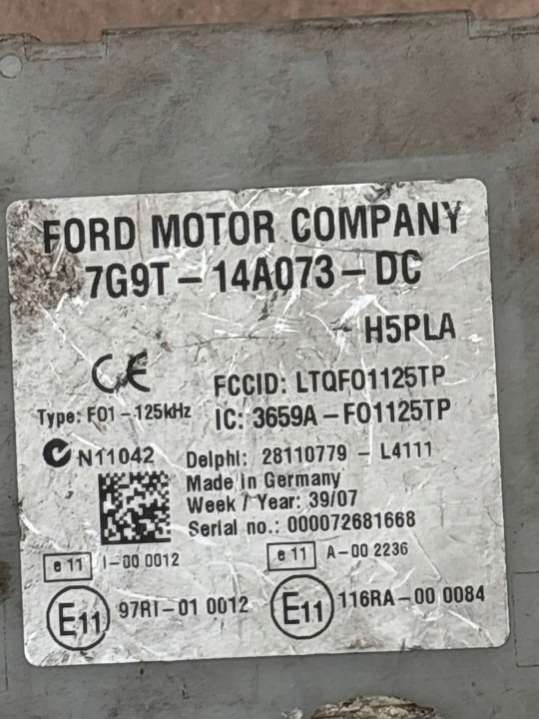 FORD MOTOR COMPANY
7G9T-14A073-DC
H5PLA
CE
FCCID: LTQF01125TP
Type: F01-125kHz IC: 3659A-F01125TP
N11042 Delphi: 28110779 - L4111
Made in Germany
Week / Year: 39/07
Serial no.: 000072681668
e 11 I-00 0012 e 11 A-00 2236
E11 97RI-01 0012 E11 116RA-00 0084